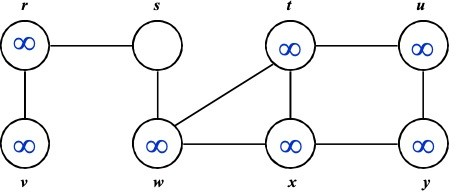 r s t u
∞ ∞ ∞
∞ ∞ ∞ ∞
v w x y